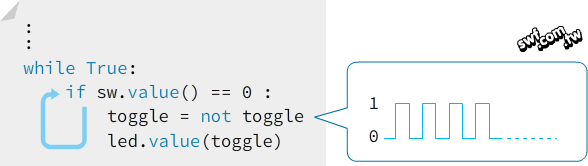 :
:
while True:
if sw.value() == 0 :
toggle = not toggle
led.value(toggle)
swf.com.tw
1
0